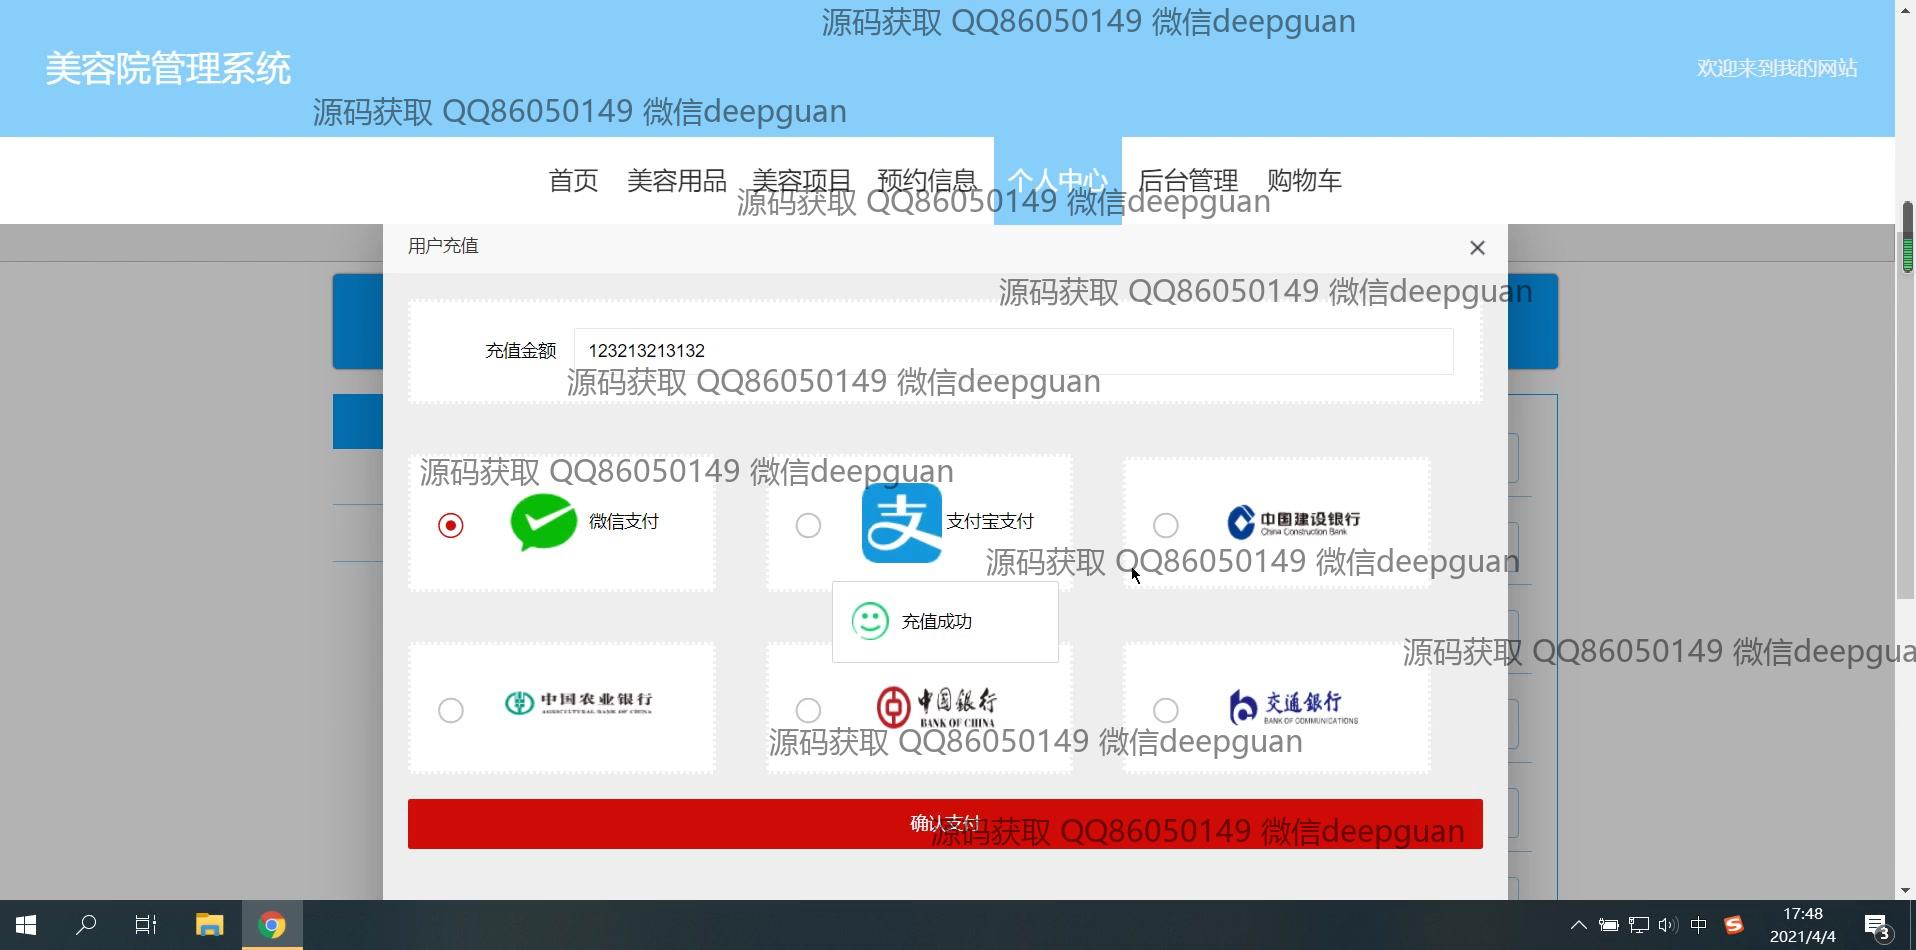 源码获取 QQ86050149 微信deepguan
美容院管理系统
欢迎来到我的网站
源码获取 QQ86050149 微信deepguan
首页 美容用品 美容项目 预约信息 个人中心 后台管理 购物车
源码获取 QQ86050149 微信deepguan
用户充值
源码获取 QQ86050149 微信deepguan
充值金额 123213213132
源码获取 QQ86050149 微信deepguan
源码获取 QQ86050149 微信deepguan
微信支付
支
支付宝支付
中国建设银行
China Construction Bank
源码获取 QQ86050149 微信deepguan
充值成功
源码获取 QQ86050149 微信deepgua
中国农业银行
AGRICULTURAL BANK OF CHINA
中国银行
BANK OF CHINA
交通银行
BANK OF COMMUNICATIONS
源码获取 QQ86050149 微信deepguan
确认支付
源码获取 QQ86050149 微信deepguan
中
17:48
2021/4/4
3